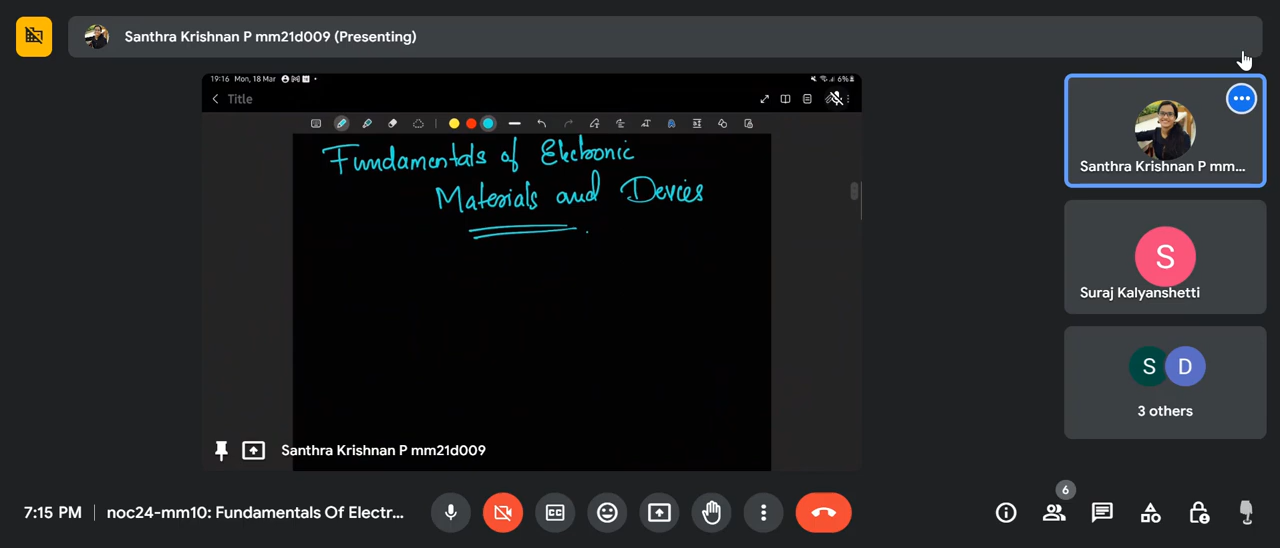 Santhra Krishnan P mm21d009 (Presenting)
19:16 Mon, 18 Mar
6%
Title
Fundamentals of Electronic
Materials and Devies
Santhra Krishnan P mm21d009
Santhra Krishnan P mm...
S
Suraj Kalyanshetti
S D
3 others
7:15 PM | noc24-mm10: Fundamentals Of Electr...
6